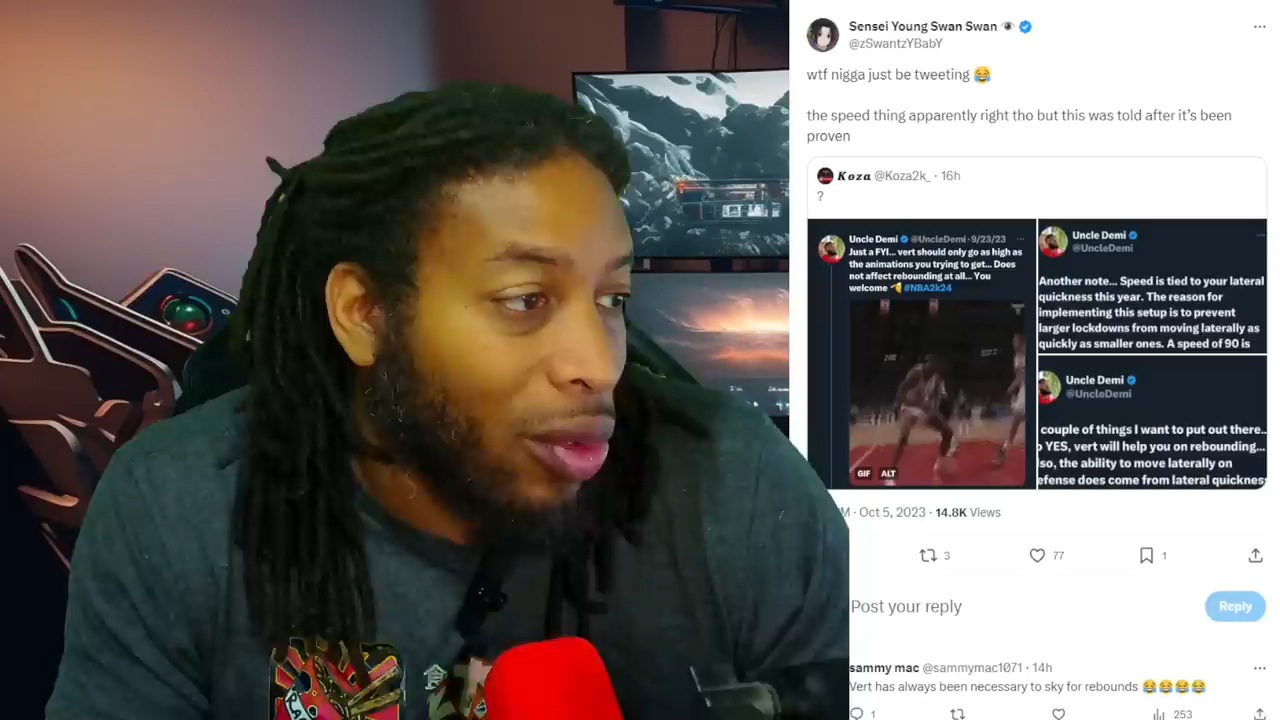 Sensei Young Swan Swan
@zSwantzYBabY
wtf nigga just be tweeting 😂
the speed thing apparently right tho but this was told after it’s been
proven
Koza @Koza2k_ · 16h
?
Uncle Demi @UncleDemi · 9/23/23
Just a FYI... vert should only go as high as
the animations you trying to get... Does
not affect rebounding at all... You
welcome #NBA2k24
GIF ALT
Uncle Demi
@UncleDemi
Another note... Speed is tied to your lateral
quickness this year. The reason for
implementing this setup is to prevent
larger lockdowns from moving laterally as
quickly as smaller ones. A speed of 90 is
Uncle Demi
@UncleDemi
couple of things I want to put out there..
YES, vert will help you on rebounding...
so, the ability to move laterally on
efense does come from lateral quicknes
M · Oct 5, 2023 · 14.8K Views
3 77 1
Post your reply
Reply
sammy mac @sammymac1071 · 14h
Vert has always been necessary to sky for rebounds 😂😂😂😂
1 253
食